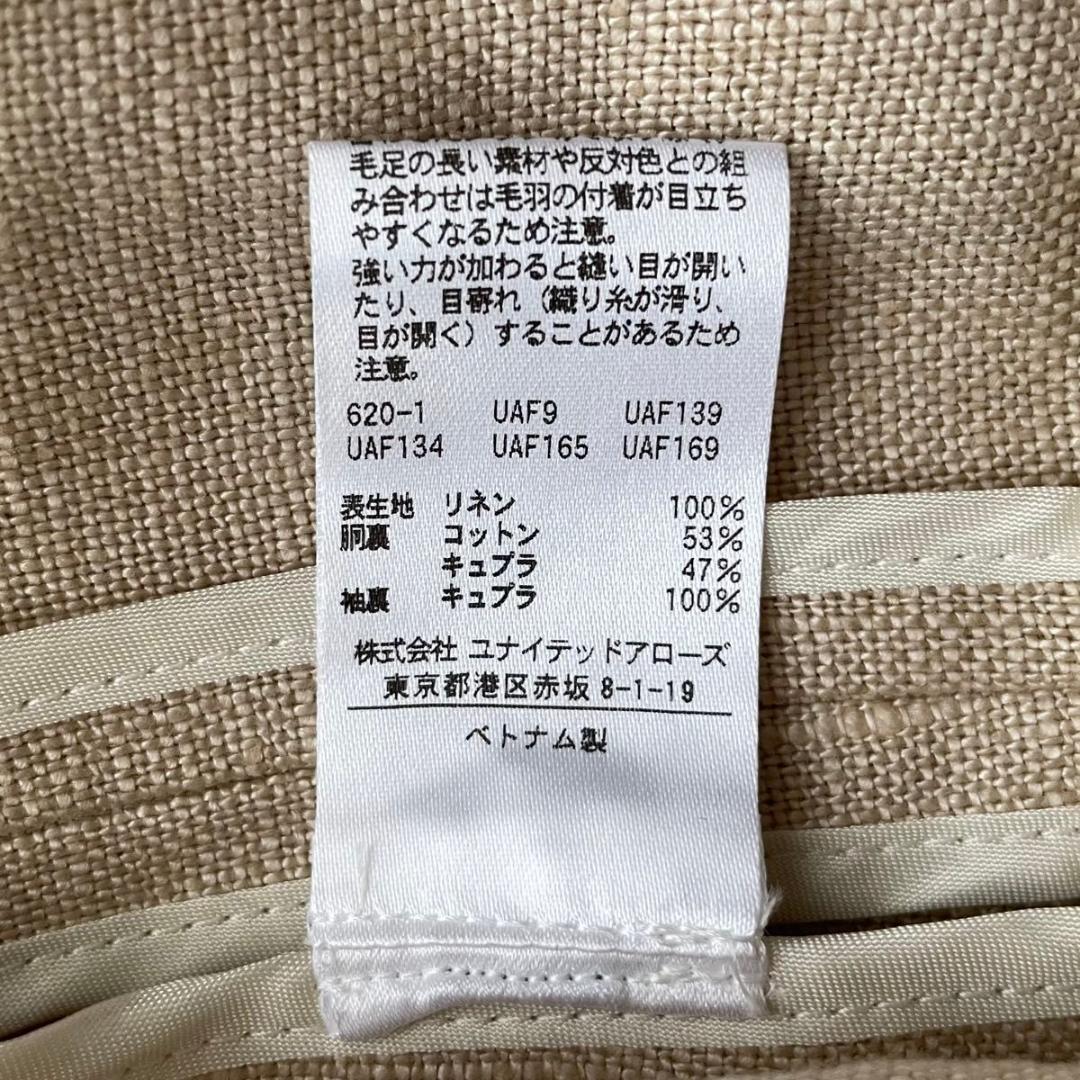 毛足の長い素材や反対色との組
み合わせは毛羽の付着が目立ち
やすくなるため注意。
強い力が加わると縫い目が開い
たり、目寄れ（織り糸が滑り、
目が開く）することがあるため
注意。
620-1 UAF9 UAF139
UAF134 UAF165 UAF169
表生地 リネン 100%
胴裏 コットン 53%
キュプラ 47%
袖裏 キュプラ 100%
株式会社 ユナイテッドアローズ
東京都港区赤坂 8-1-19
ベトナム製